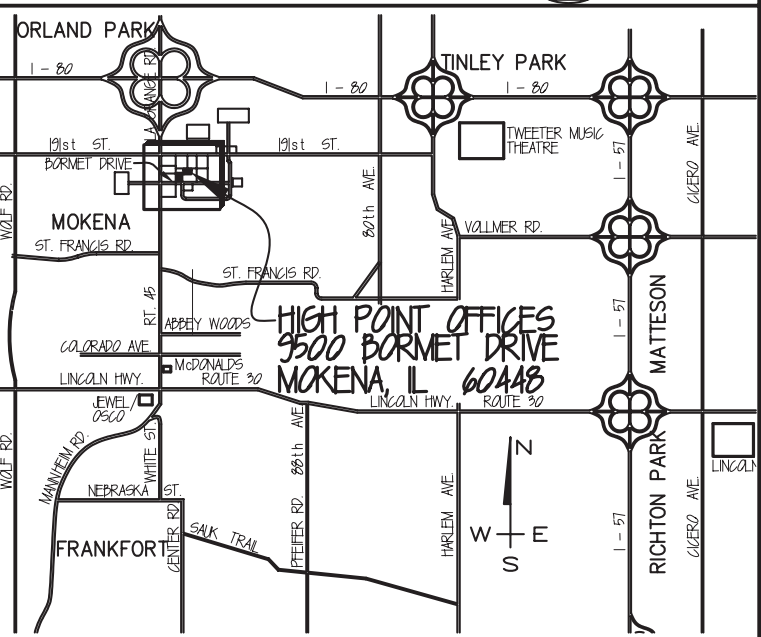 ORLAND PARK
LA GRANGE RD.
I - 80
I - 80
TINLEY PARK
I - 80
191st ST.
191st ST.
BORMET DRIVE
TWEETER MUSIC
THEATRE
I - 57
CICERO AVE.
WOLF RD.
MOKENA
80th AVE.
HARLEM AVE.
VOLLMER RD.
ST. FRANCIS RD.
ST. FRANCIS RD.
RT. 45
ABBEY WOODS
HIGH POINT OFFICES
9500 BORMET DRIVE
MOKENA, IL 60448
I - 57
MATTESON
COLORADO AVE.
McDONALDS
LINCOLN HWY.
ROUTE 30
LINCOLN HWY.
ROUTE 30
JEWEL/
OSCO
WOLF RD.
MANNHEIM RD.
WHITE ST.
88th AVE.
PFEIFER RD.
HARLEM AVE.
N
W
E
S
I - 57
RICHTON PARK
CICERO AVE.
LINCOLN
NEBRASKA ST.
FRANKFORT
CENTER RD.
SAUK TRAIL